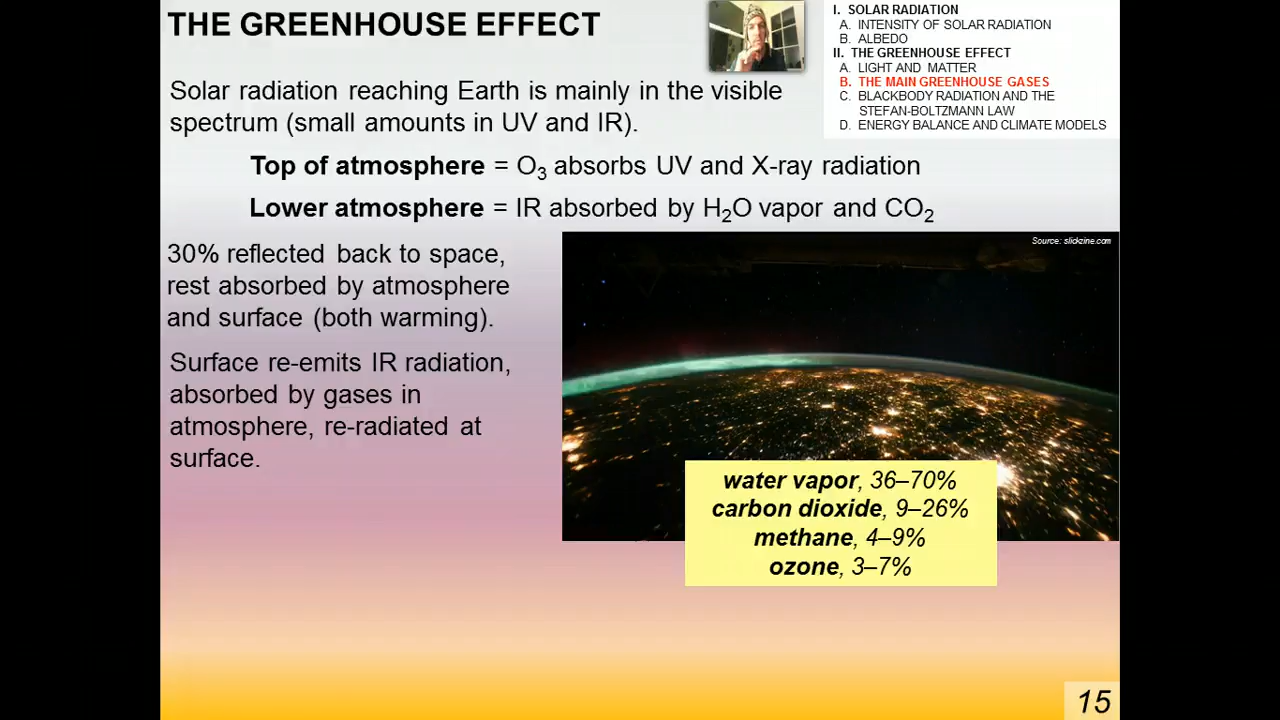 THE GREENHOUSE EFFECT
I. SOLAR RADIATION
A. INTENSITY OF SOLAR RADIATION
B. ALBEDO
II. THE GREENHOUSE EFFECT
A. LIGHT AND MATTER
B. THE MAIN GREENHOUSE GASES
C. BLACKBODY RADIATION AND THE
STEFAN-BOLTZMANN LAW
D. ENERGY BALANCE AND CLIMATE MODELS
Solar radiation reaching Earth is mainly in the visible
spectrum (small amounts in UV and IR).
Top of atmosphere = O₃ absorbs UV and X-ray radiation
Lower atmosphere = IR absorbed by H₂O vapor and CO₂
30% reflected back to space,
rest absorbed by atmosphere
and surface (both warming).
Surface re-emits IR radiation,
absorbed by gases in
atmosphere, re-radiated at
surface.
Source: slickzine.com
water vapor, 36–70%
carbon dioxide, 9–26%
methane, 4–9%
ozone, 3–7%
15